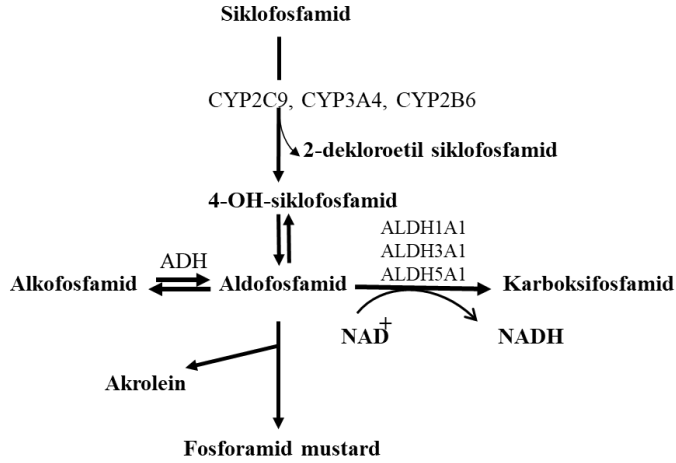 Siklofosfamid
CYP2C9, CYP3A4, CYP2B6
2-dekloroetil siklofosfamid
4-OH-siklofosfamid
ALDH1A1
ALDH3A1
ALDH5A1
ADH
Alkofosfamid
Aldofosfamid
Karboksifosfamid
NAD+
NADH
Akrolein
Fosforamid mustard